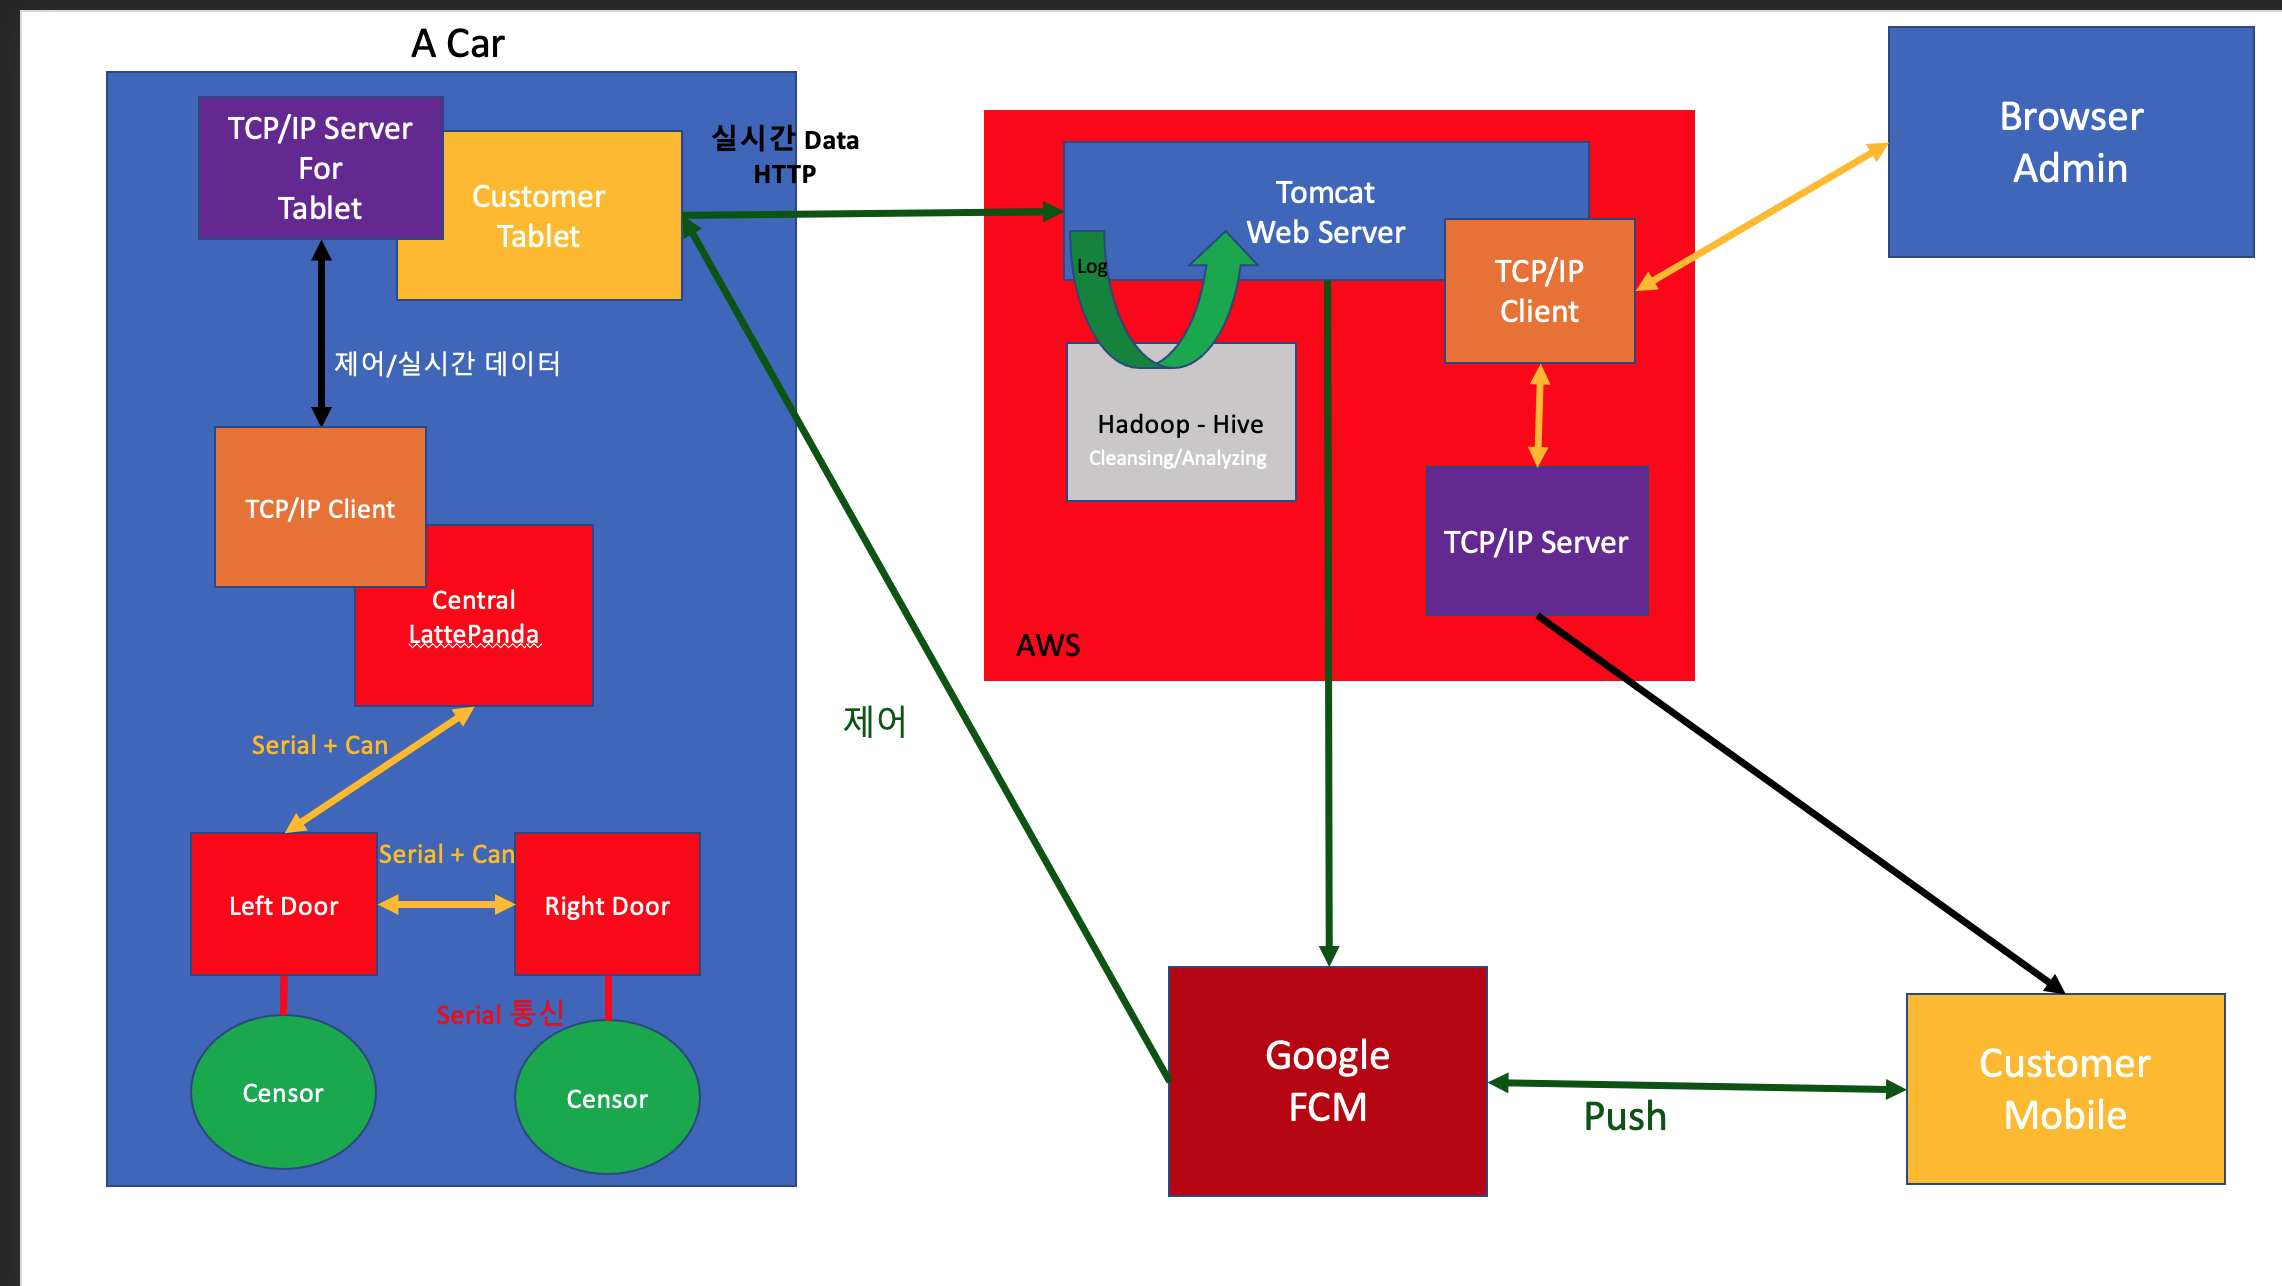 A Car
TCP/IP Server
For
Tablet
Customer
Tablet
실시간 Data
HTTP
제어/실시간 데이터
TCP/IP Client
Central
LattePanda
Serial + Can
Serial + Can
Left Door
Right Door
Serial 통신
Censor
Censor
제어
Tomcat
Web Server
Log
TCP/IP
Client
Hadoop - Hive
Cleansing/Analyzing
TCP/IP Server
AWS
Browser
Admin
Google
FCM
Push
Customer
Mobile